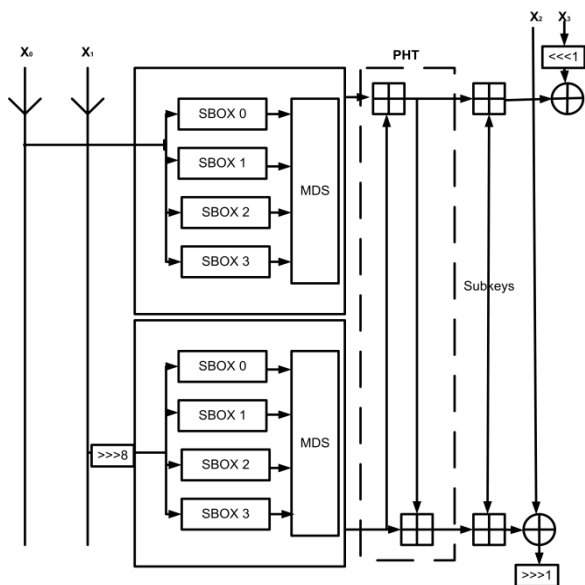 X₀ X₁ X₂ X₃
PHT
<<<1
SBOX 0
SBOX 1
SBOX 2
SBOX 3
MDS
Subkeys
SBOX 0
SBOX 1
SBOX 2
SBOX 3
MDS
>>>8
>>>1